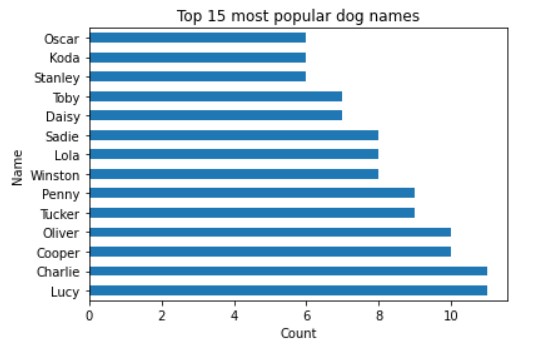 Top 15 most popular dog names
Oscar
Koda
Stanley
Toby
Daisy
Sadie
Lola
Winston
Penny
Tucker
Oliver
Cooper
Charlie
Lucy
Name
0 2 4 6 8 10
Count